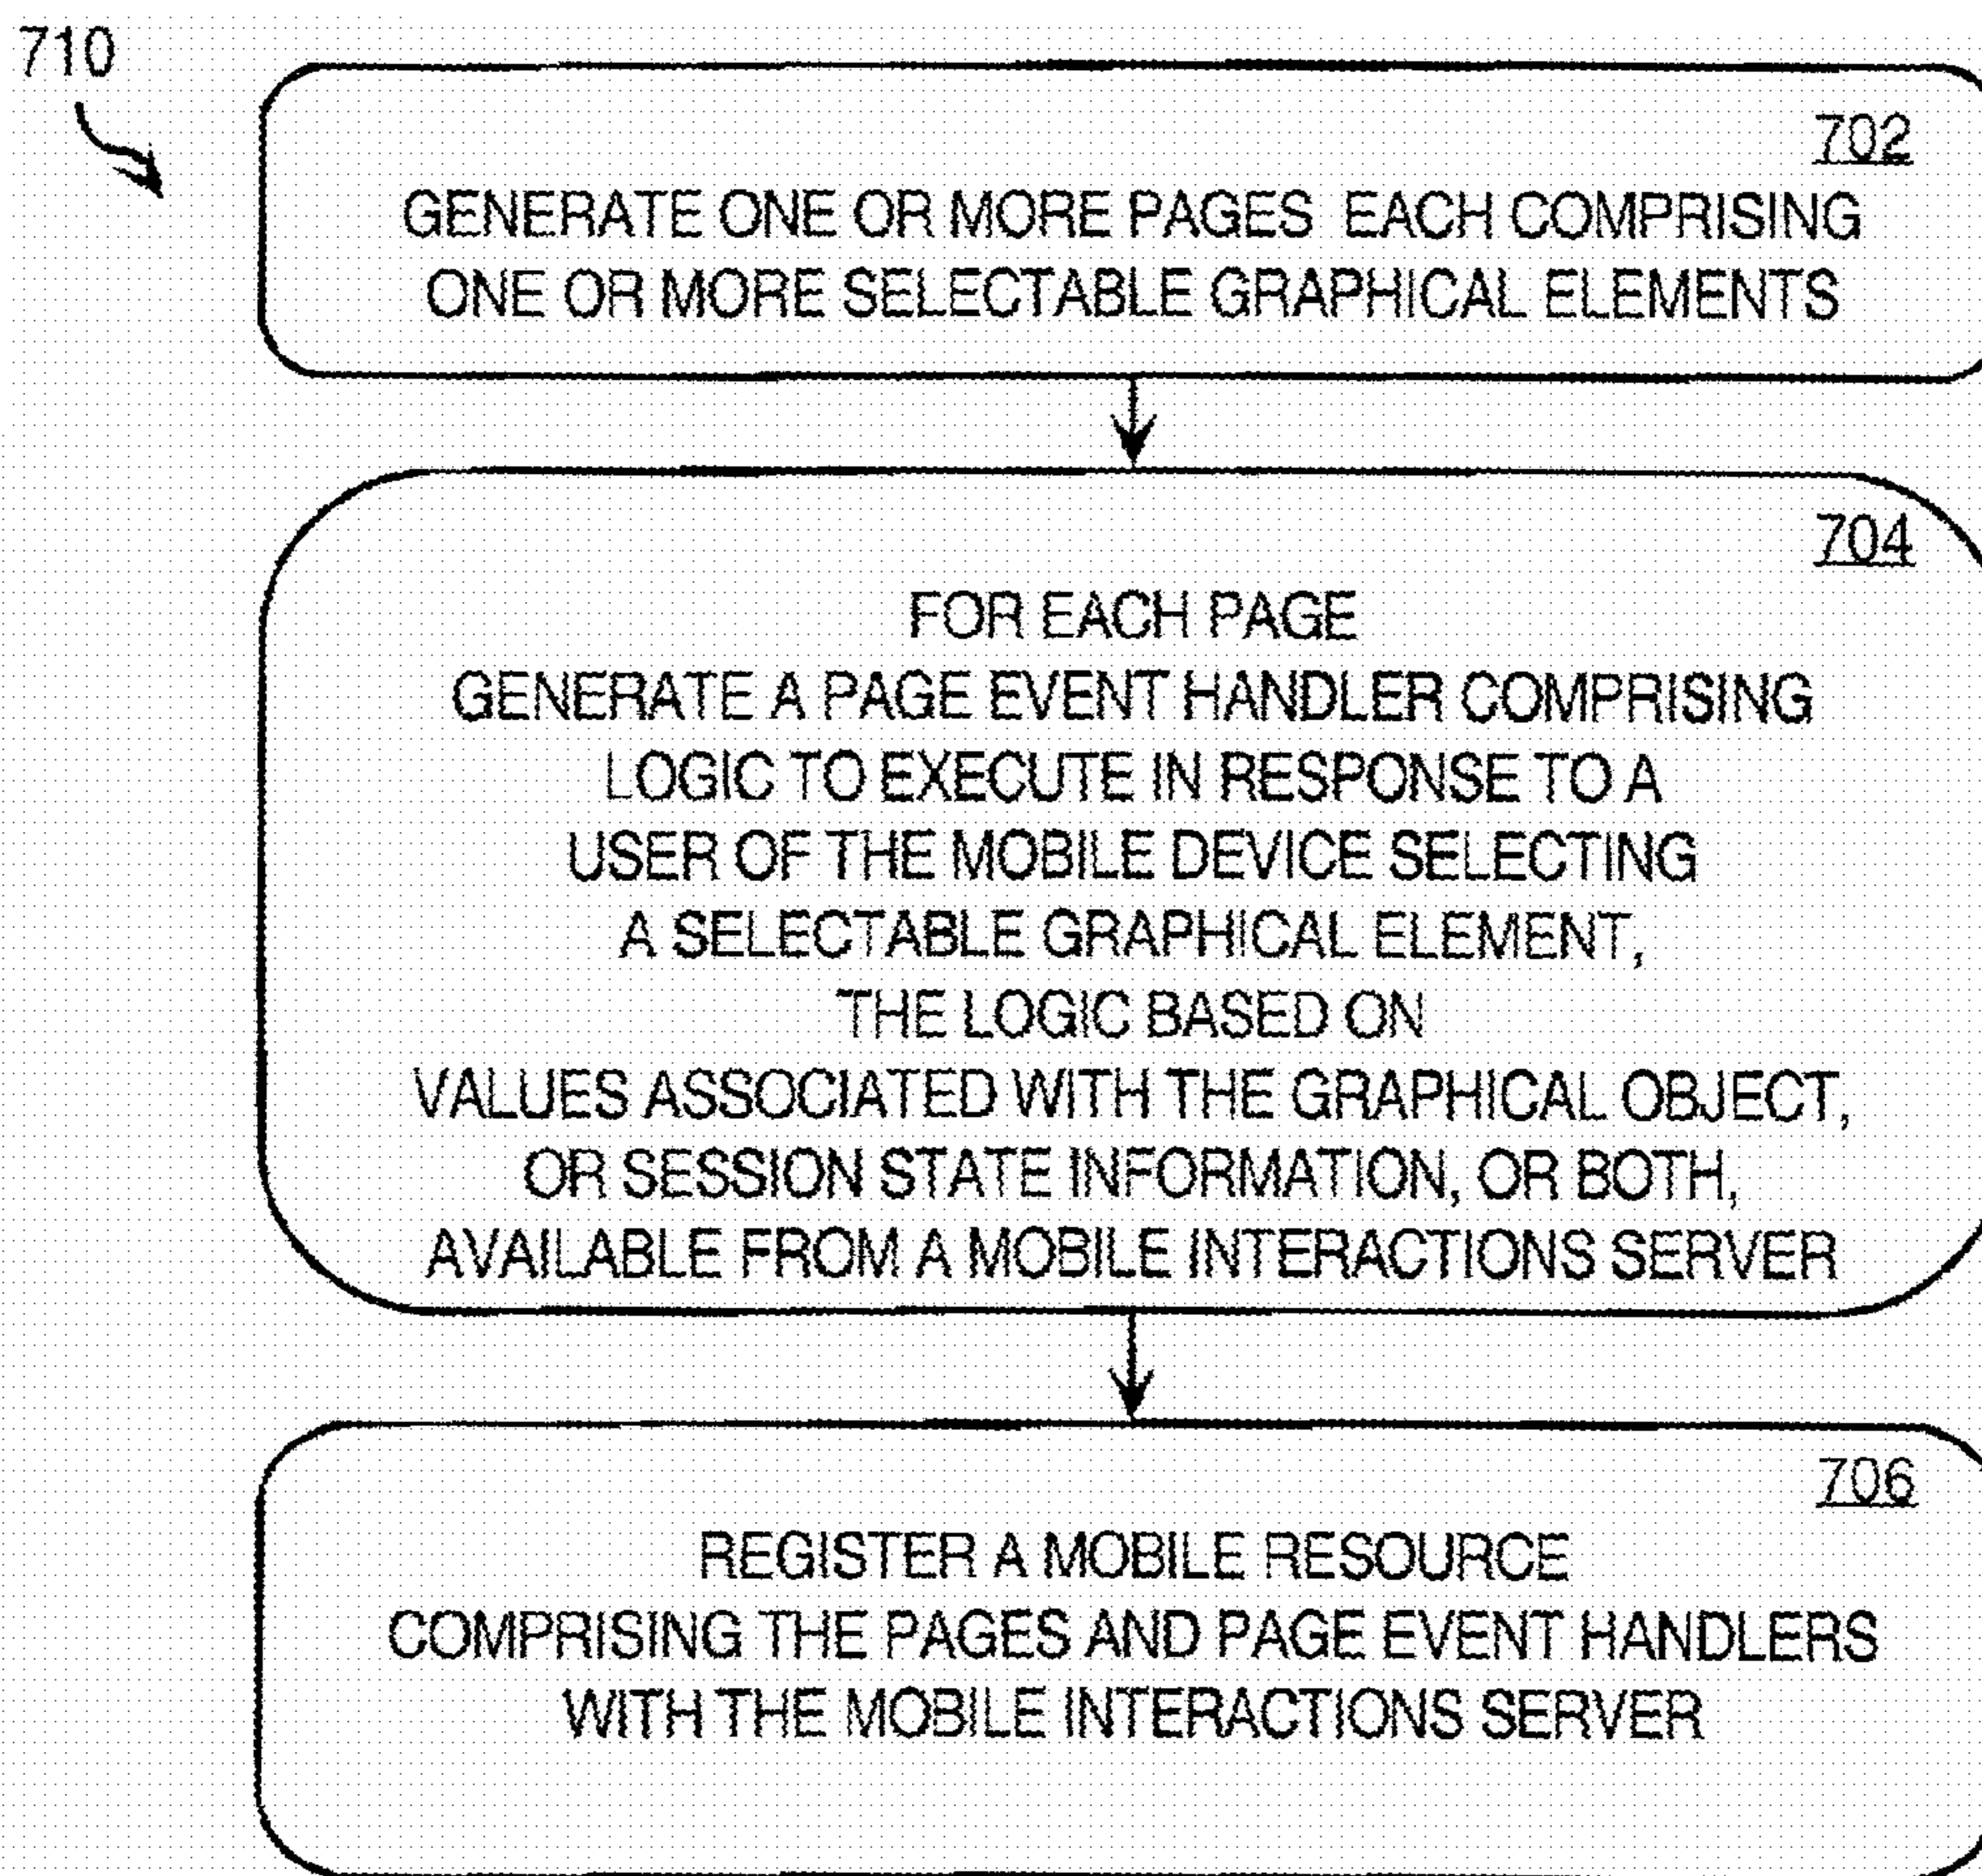 710
702
GENERATE ONE OR MORE PAGES EACH COMPRISING
ONE OR MORE SELECTABLE GRAPHICAL ELEMENTS
704
FOR EACH PAGE
GENERATE A PAGE EVENT HANDLER COMPRISING
LOGIC TO EXECUTE IN RESPONSE TO A
USER OF THE MOBILE DEVICE SELECTING
A SELECTABLE GRAPHICAL ELEMENT,
THE LOGIC BASED ON
VALUES ASSOCIATED WITH THE GRAPHICAL OBJECT,
OR SESSION STATE INFORMATION, OR BOTH,
AVAILABLE FROM A MOBILE INTERACTIONS SERVER
706
REGISTER A MOBILE RESOURCE
COMPRISING THE PAGES AND PAGE EVENT HANDLERS
WITH THE MOBILE INTERACTIONS SERVER